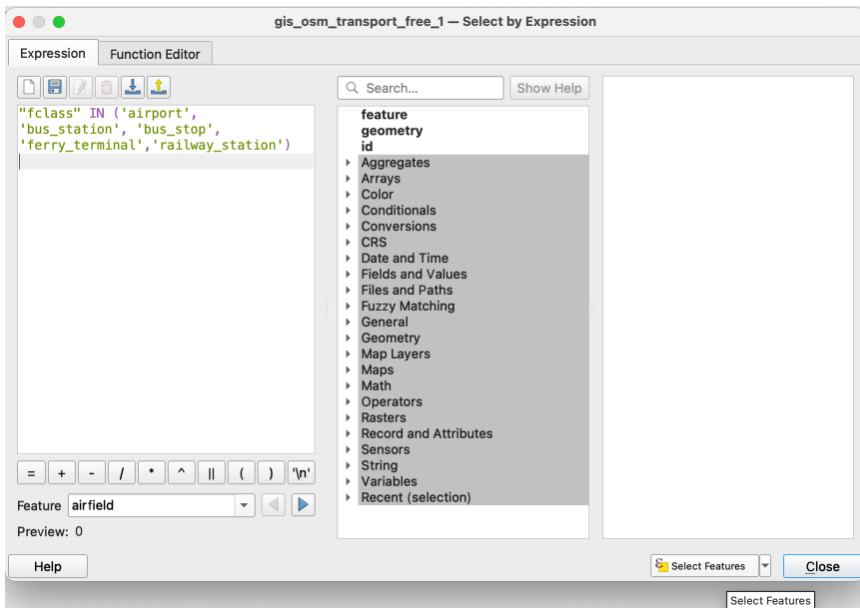 gis_osm_transport_free_1 — Select by Expression
Expression
Function Editor
Search...
Show Help
"fclass" IN ('airport',
'bus_station', 'bus_stop',
'ferry_terminal','railway_station')
feature
geometry
id
Aggregates
Arrays
Color
Conditionals
Conversions
CRS
Date and Time
Fields and Values
Files and Paths
Fuzzy Matching
General
Geometry
Map Layers
Maps
Math
Operators
Rasters
Record and Attributes
Sensors
String
Variables
Recent (selection)
= + - / * ^ || ( ) '\n'
Feature airfield
Preview: 0
Help
Select Features
Close
Select Features